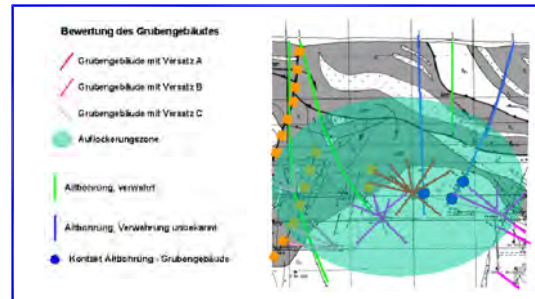 Bewertung des Grubengebäudes
Grubengebäude mit Versatz A
Grubengebäude mit Versatz B
Grubengebäude mit Versatz C
Auflockerungszone
Altbohrung, verwahrt
Altbohrung, Verwahrung unbekannt
Kontakt Altbohrung - Grubengebäude